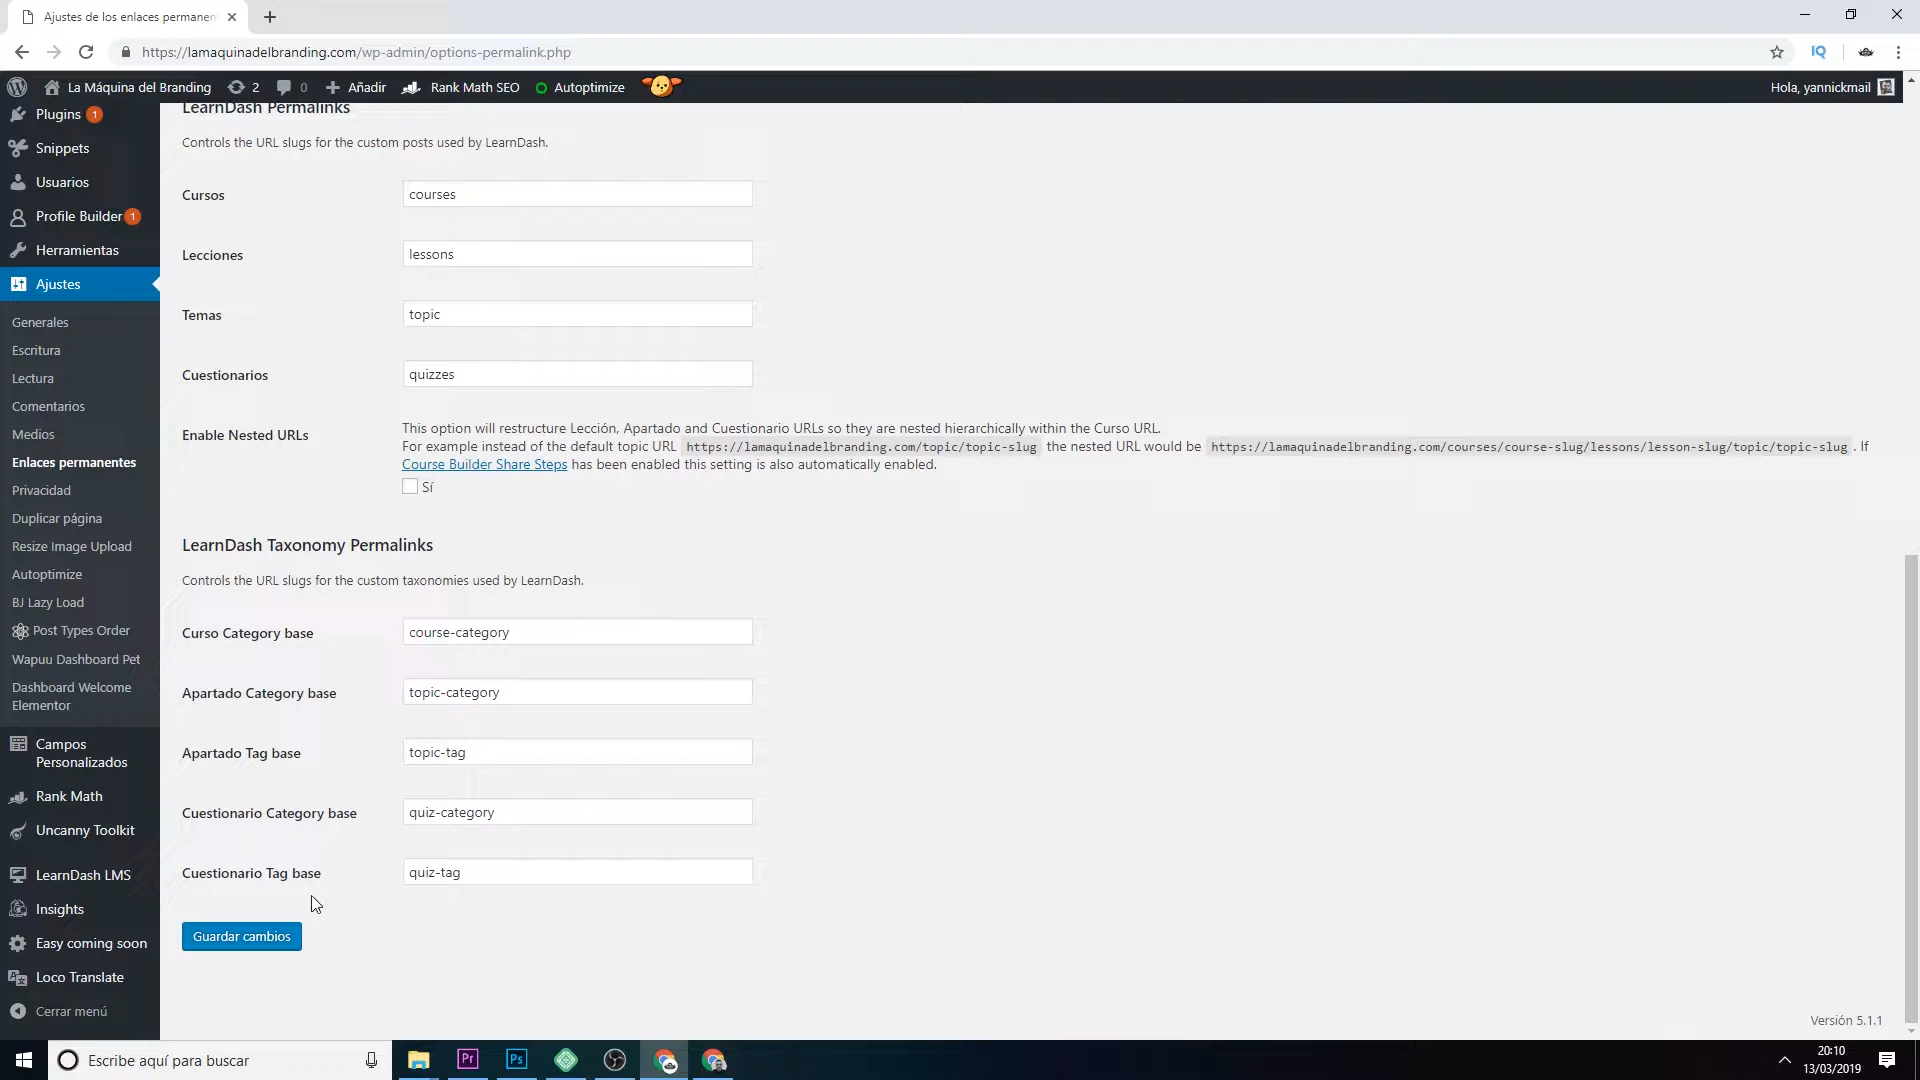 Ajustes de los enlaces permanen
https://lamaquinadelbranding.com/wp-admin/options-permalink.php
IQ
La Máquina del Branding
2
0
Añadir
Rank Math SEO
Autoptimize
Hola, yannickmail
Plugins 1
Snippets
Usuarios
Profile Builder 1
Herramientas
Ajustes
Generales
Escritura
Lectura
Comentarios
Medios
Enlaces permanentes
Privacidad
Duplicar página
Resize Image Upload
Autoptimize
BJ Lazy Load
Post Types Order
Wapuu Dashboard Pet
Dashboard Welcome
Elementor
Campos
Personalizados
Rank Math
Uncanny Toolkit
LearnDash LMS
Insights
Easy coming soon
Loco Translate
Cerrar menú
LearnDash Permalinks
Controls the URL slugs for the custom posts used by LearnDash.
Cursos
courses
Lecciones
lessons
Temas
topic
Cuestionarios
quizzes
Enable Nested URLs
This option will restructure Lección, Apartado and Cuestionario URLs so they are nested hierarchically within the Curso URL.
For example instead of the default topic URL https://lamaquinadelbranding.com/topic/topic-slug the nested URL would be https://lamaquinadelbranding.com/courses/course-slug/lessons/lesson-slug/topic/topic-slug . If
Course Builder Share Steps has been enabled this setting is also automatically enabled.
Sí
LearnDash Taxonomy Permalinks
Controls the URL slugs for the custom taxonomies used by LearnDash.
Curso Category base
course-category
Apartado Category base
topic-category
Apartado Tag base
topic-tag
Cuestionario Category base
quiz-category
Cuestionario Tag base
quiz-tag
Guardar cambios
Versión 5.1.1
Escribe aquí para buscar
Pr
Ps
20:10
13/03/2019